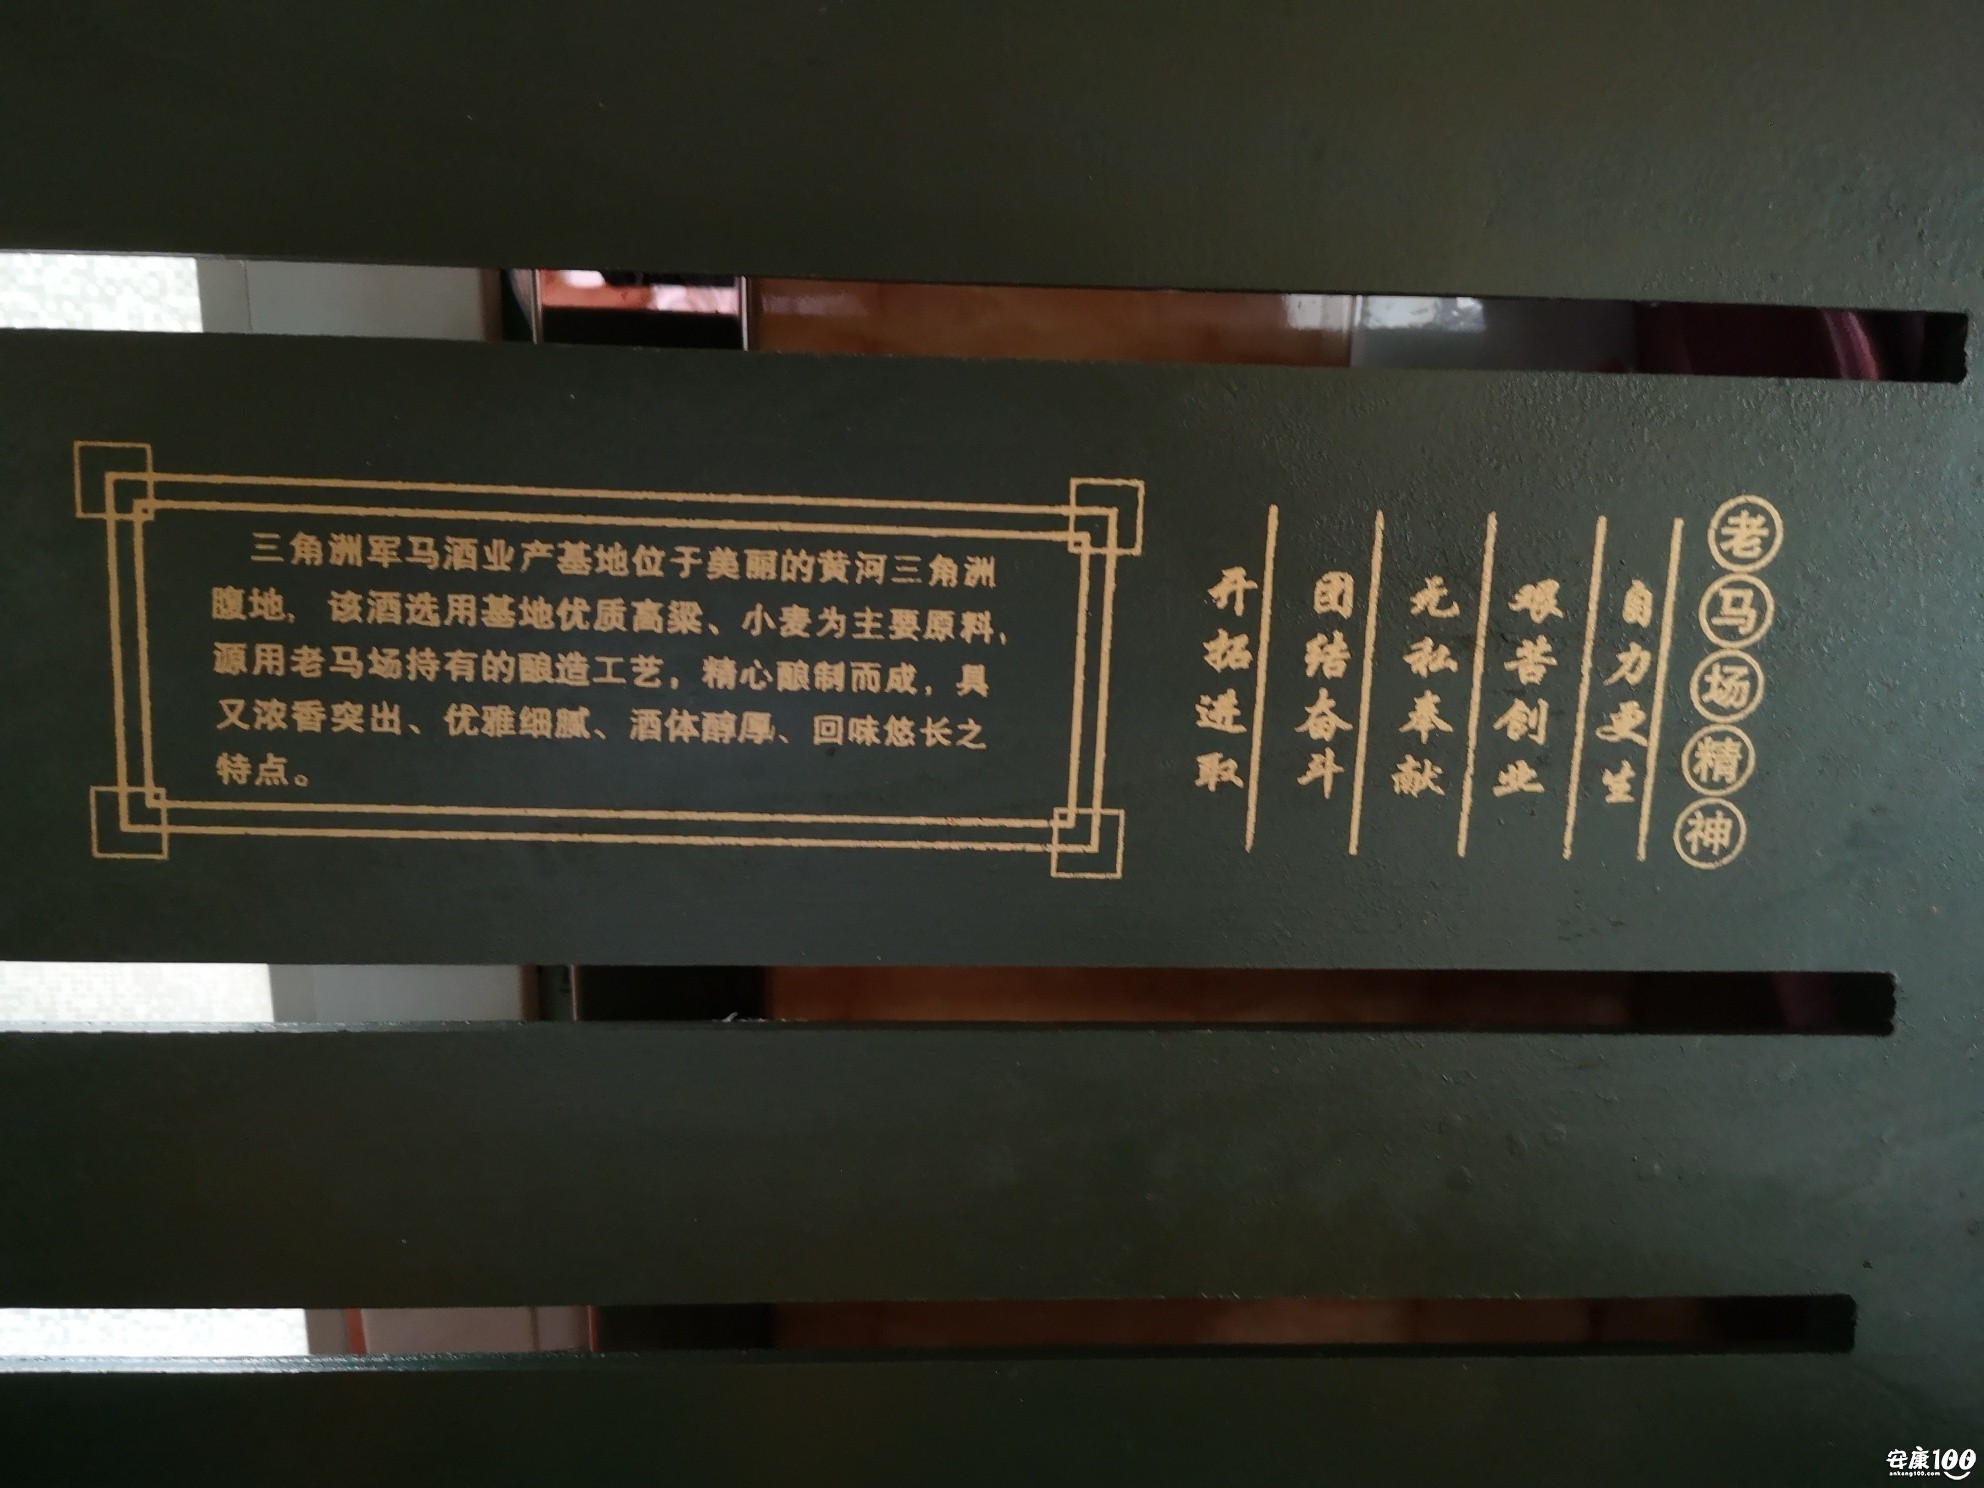 三角洲军马酒业产基地位于美丽的黄河三角洲
腹地，该酒选用基地优质高粱、小麦为主要原料，
源用老马场持有的酿造工艺，精心酿制而成，具
又浓香突出、优雅细腻、酒体醇厚、回味悠长之
特点。
老马场精神
自力更生
艰苦创业
无私奉献
团结奋斗
开拓进取
安康100
ankang100.com